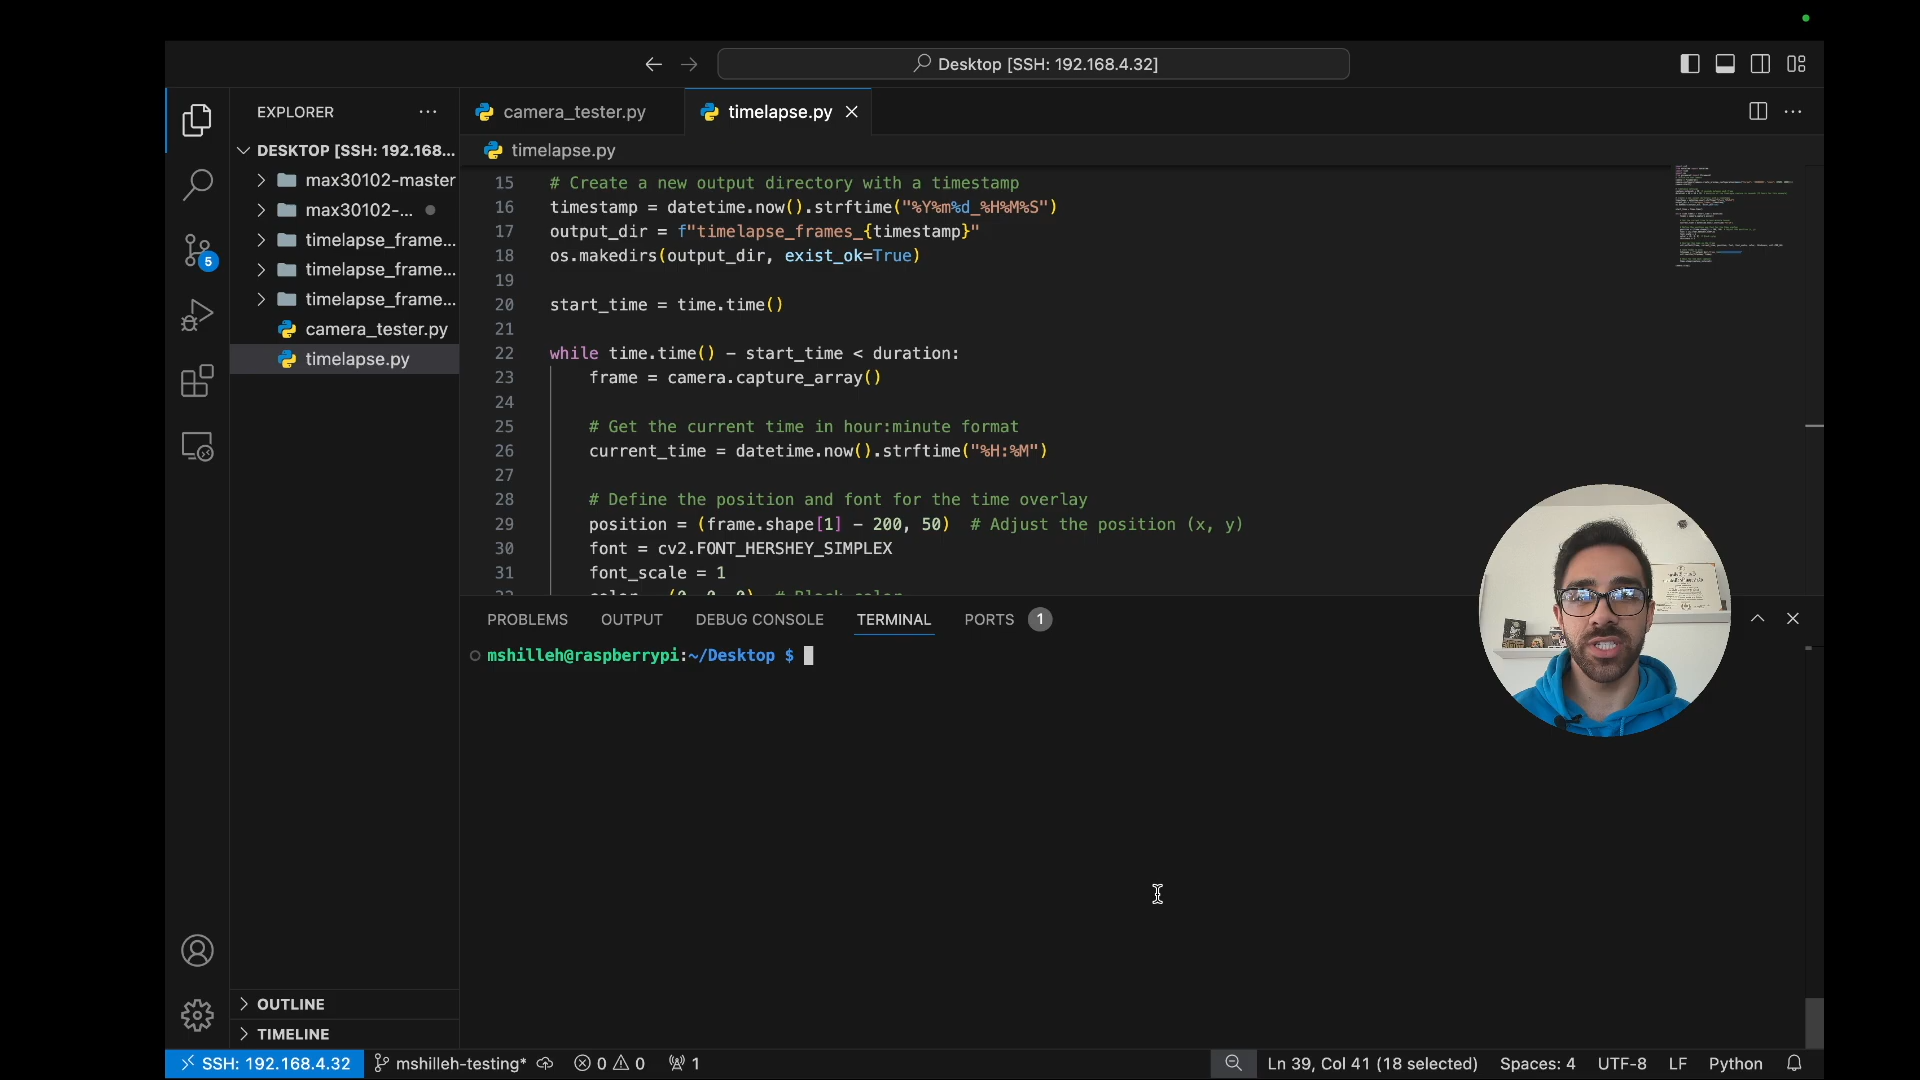 Desktop [SSH: 192.168.4.32]
EXPLORER
camera_tester.py
timelapse.py
DESKTOP [SSH: 192.168...
timelapse.py
max30102-master
max30102-...
timelapse_frame...
timelapse_frame...
timelapse_frame...
camera_tester.py
timelapse.py
5
15 # Create a new output directory with a timestamp
16 timestamp = datetime.now().strftime("%Y%m%d_%H%M%S")
17 output_dir = f"timelapse_frames_{timestamp}"
18 os.makedirs(output_dir, exist_ok=True)
19
20 start_time = time.time()
21
22 while time.time() - start_time < duration:
23 frame = camera.capture_array()
24
25 # Get the current time in hour:minute format
26 current_time = datetime.now().strftime("%H:%M")
27
28 # Define the position and font for the time overlay
29 position = (frame.shape[1] - 200, 50) # Adjust the position (x, y)
30 font = cv2.FONT_HERSHEY_SIMPLEX
31 font_scale = 1
PROBLEMS OUTPUT DEBUG CONSOLE TERMINAL PORTS 1
mshilleh@raspberrypi:~/Desktop $
OUTLINE
TIMELINE
SSH: 192.168.4.32 mshilleh-testing* 0 0 1 Ln 39, Col 41 (18 selected) Spaces: 4 UTF-8 LF Python